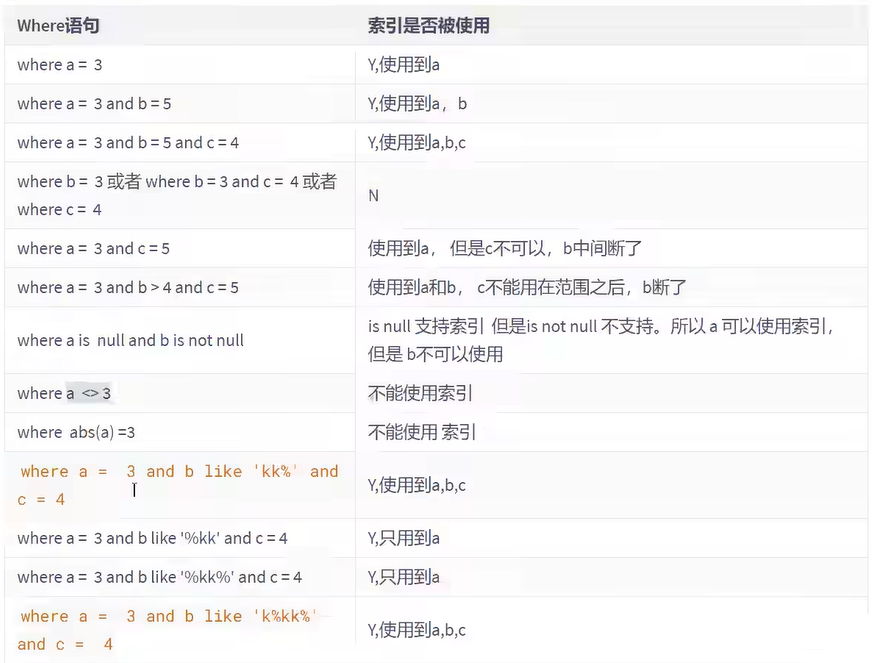 Where语句 索引是否被使用
where a = 3 Y,使用到a
where a = 3 and b = 5 Y,使用到a，b
where a = 3 and b = 5 and c = 4 Y,使用到a,b,c
where b = 3 或者 where b = 3 and c = 4 或者
where c = 4
N
where a = 3 and c = 5 使用到a， 但是c不可以，b中间断了
where a = 3 and b > 4 and c = 5 使用到a和b， c不能用在范围之后，b断了
where a is null and b is not null
is null 支持索引 但是is not null 不支持。所以 a 可以使用索引，
但是 b不可以使用
where a <> 3 不能使用索引
where abs(a) =3 不能使用 索引
where a = 3 and b like 'kk%' and
c = 4
Y,使用到a,b,c
where a = 3 and b like '%kk' and c = 4 Y,只用到a
where a = 3 and b like '%kk%' and c = 4 Y,只用到a
where a = 3 and b like 'k%kk%'
and c = 4
Y,使用到a,b,c